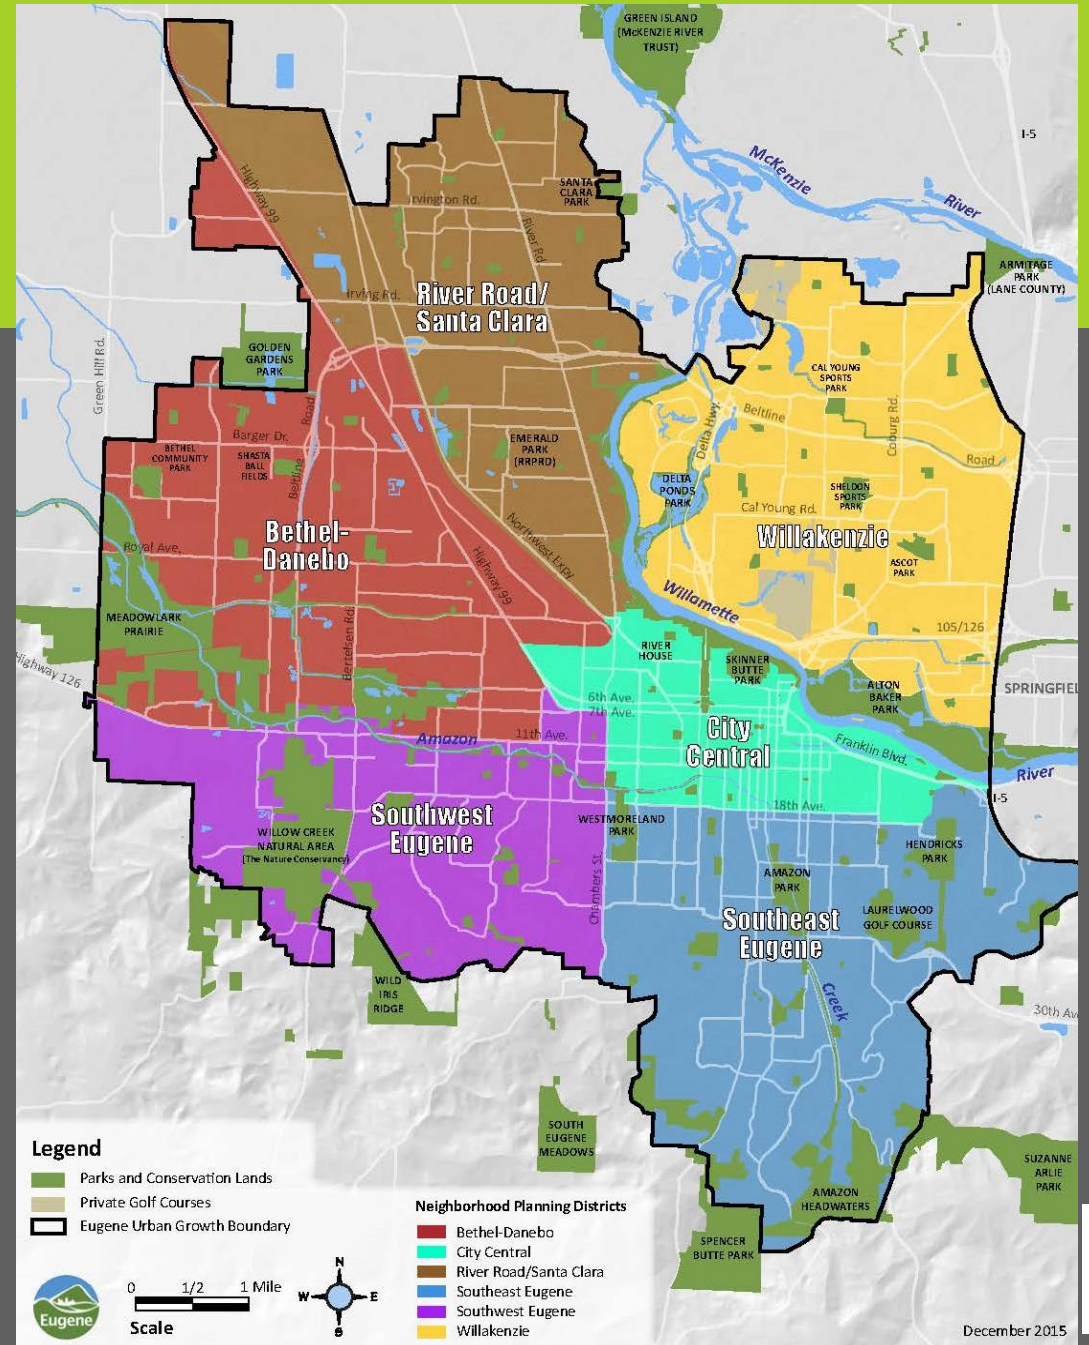 GREEN ISLAND
(McKENZIE RIVER
TRUST)
I-5
McKenzie
River
SANTA
CLARA
PARK
Highway 99
Irvington Rd.
River Rd.
ARMITAGE
PARK
(LANE COUNTY)
Irving Rd.
River Road/
Santa Clara
GOLDEN
GARDENS
PARK
Green Hill Rd.
CAL YOUNG
SPORTS
PARK
Beltline
Delta Hwy.
Coburg Rd.
Road
Barger Dr.
BETHEL
COMMUNITY
PARK
SHASTA
BALL
FIELDS
Beltline
Road
EMERALD
PARK
(RRPRD)
DELTA
PONDS
PARK
SHELDON
SPORTS
PARK
Cal Young Rd.
Bethel-
Danebo
Willakenzie
Northwest Expy
Highway 99
Royal Ave.
ASCOT
PARK
Willamette
MEADOWLARK
PRAIRIE
Bertelsen Rd.
105/126
RIVER
HOUSE
SKINNER
BUTTE
PARK
Highway 126
ALTON
BAKER
PARK
SPRINGFIEL
6th Ave.
7th Ave.
City
Central
Amazon
11th Ave.
Franklin Blvd.
River
I-5
18th Ave.
Southwest
Eugene
WESTMORELAND
PARK
WILLOW CREEK
NATURAL AREA
(The Nature Conservancy)
HENDRICKS
PARK
Chambers St.
AMAZON
PARK
LAURELWOOD
GOLF COURSE
Southeast
Eugene
WILD
IRIS
RIDGE
Creek
30th Av
SOUTH
EUGENE
MEADOWS
SUZANNE
ARLIE
PARK
AMAZON
HEADWATERS
SPENCER
BUTTE PARK
Legend
Parks and Conservation Lands
Private Golf Courses
Eugene Urban Growth Boundary
Neighborhood Planning Districts
Bethel-Danebo
City Central
River Road/Santa Clara
Southeast Eugene
Southwest Eugene
Willakenzie
Eugene
0 1/2 1 Mile
Scale
N
W E
S
December 2015